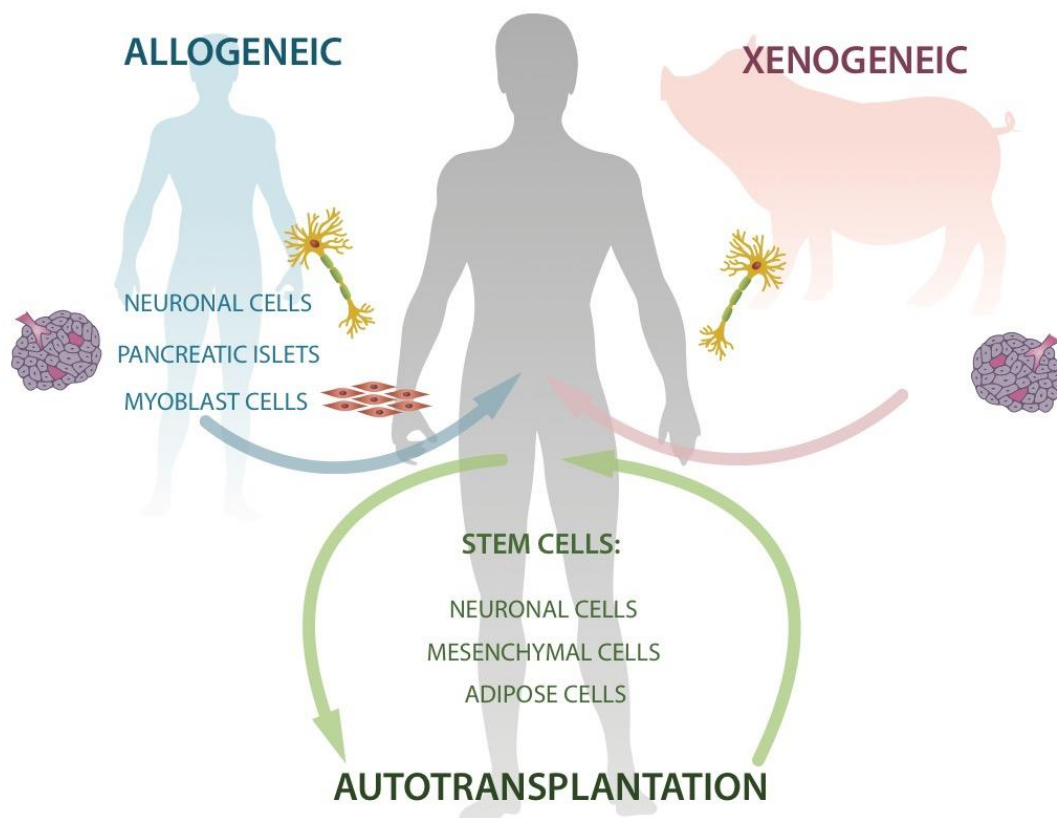 ALLOGENEIC
XENOGENEIC
NEURONAL CELLS
PANCREATIC ISLETS
MYOBLAST CELLS
STEM CELLS:
NEURONAL CELLS
MESENCHYMAL CELLS
ADIPOSE CELLS
AUTOTRANSPLANTATION